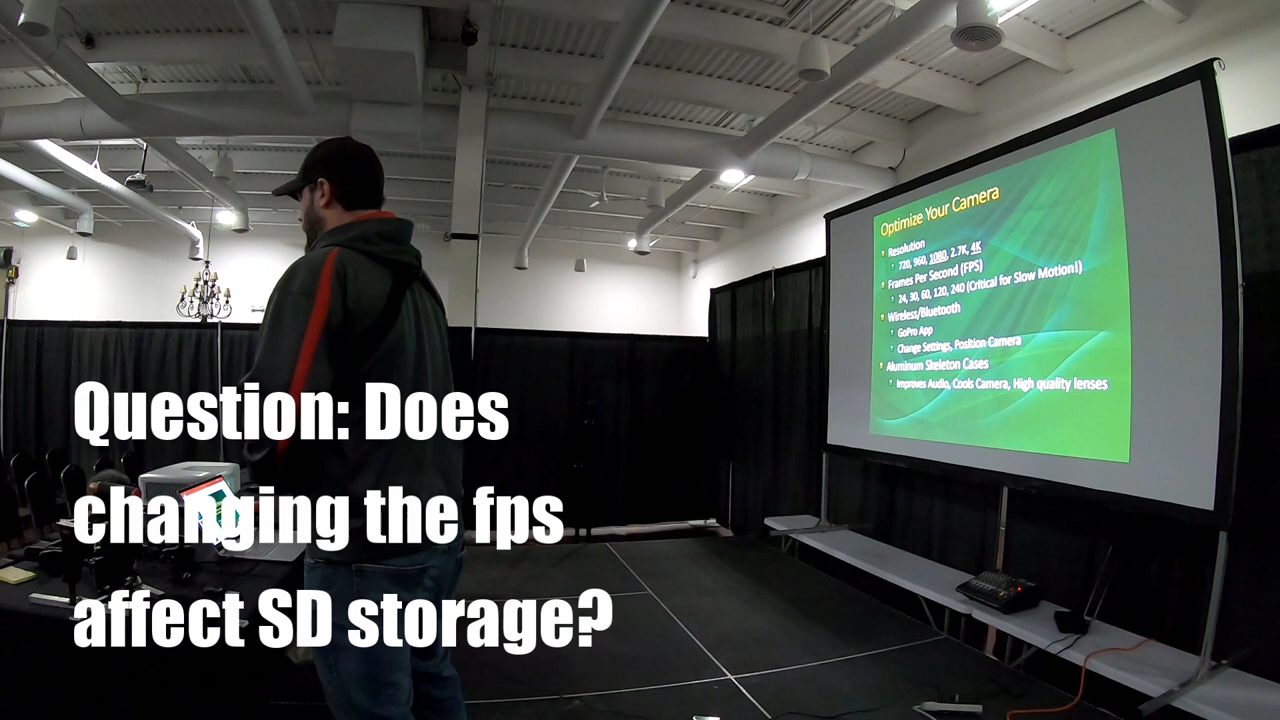 Optimize Your Camera
Resolution
720, 960, 1080, 2.7K, 4K
Frames Per Second (FPS)
24, 30, 60, 120, 240 (Critical for Slow Motion!)
Wireless/Bluetooth
GoPro App
Change Settings, Position Camera
Aluminum Skeleton Cases
Improves Audio, Cools Camera, High quality lenses
Question: Does
changing the fps
affect SD storage?